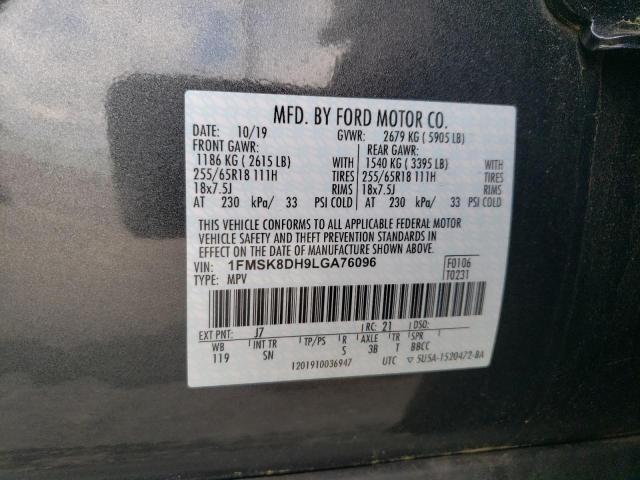 MFD. BY FORD MOTOR CO.
DATE: 10/19 GVWR: 2679 KG ( 5905 LB)
FRONT GAWR: REAR GAWR:
1186 KG ( 2615 LB) WITH 1540 KG ( 3395 LB) WITH
255/65R18 111H TIRES 255/65R18 111H TIRES
18x7.5J RIMS 18x7.5J RIMS
AT 230 kPa/ 33 PSI COLD AT 230 kPa/ 33 PSI COLD
THIS VEHICLE CONFORMS TO ALL APPLICABLE FEDERAL MOTOR
VEHICLE SAFETY AND THEFT PREVENTION STANDARDS IN
EFFECT ON THE DATE OF MANUFACTURE SHOWN ABOVE.
VIN: 1FMSK8DH9LGA76096 F0106
TYPE: MPV T0231
EXT PNT: J7 RC: 21 DSO:
WB INT TR TP/PS R AXLE TR SPR
119 SN S 3B T BBCC
1201910036947 UTC ▽ 5U5A-1520472-BA